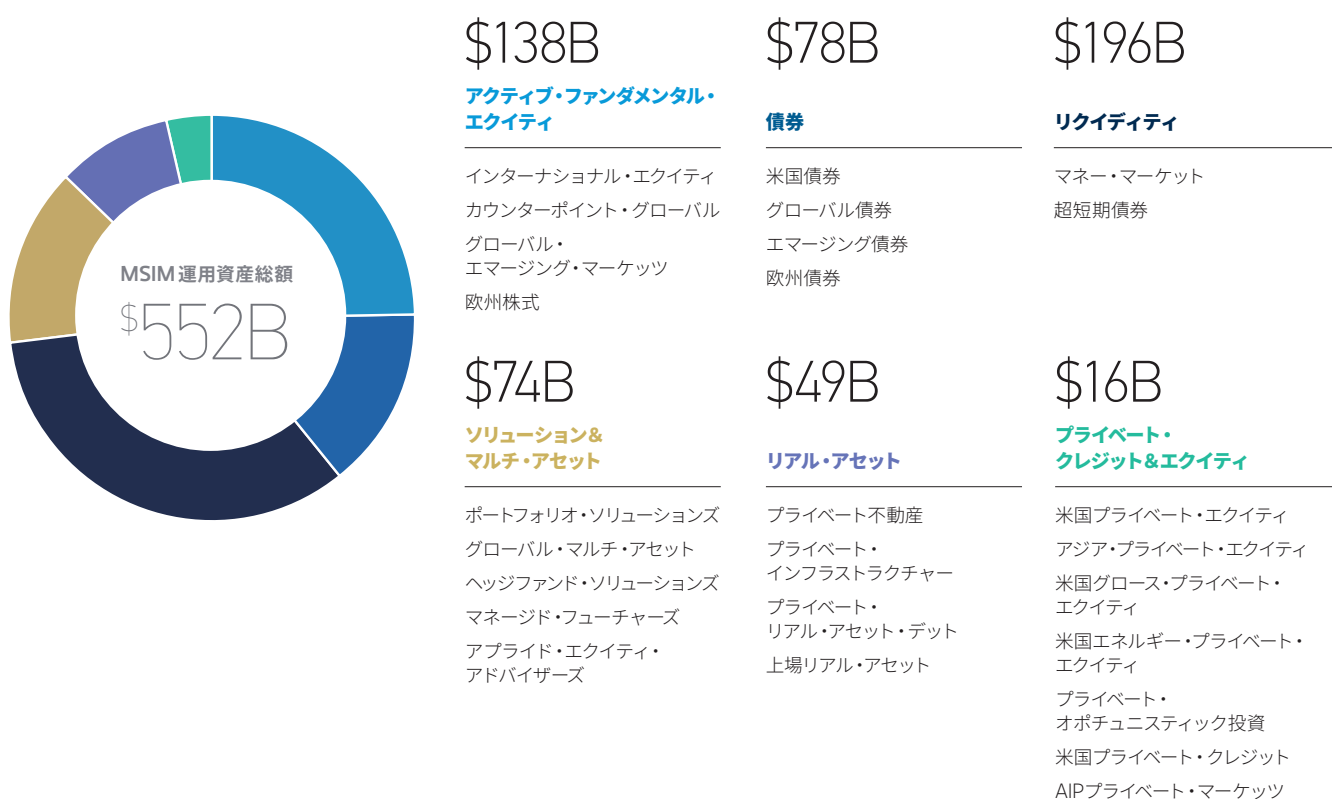 MSIM 運用資産総額
$552B
$138B
アクティブ・ファンダメンタル・
エクイティ
インターナショナル・エクイティ
カウンターポイント・グローバル
グローバル・
エマージング・マーケッツ
欧州株式
$78B
債券
米国債券
グローバル債券
エマージング債券
欧州債券
$196B
リクイディティ
マネー・マーケット
超短期債券
$74B
ソリューション&
マルチ・アセット
ポートフォリオ・ソリューションズ
グローバル・マルチ・アセット
ヘッジファンド・ソリューションズ
マネージド・フューチャーズ
アプライド・エクイティ・
アドバイザーズ
$49B
リアル・アセット
プライベート不動産
プライベート・
インフラストラクチャー
プライベート・
リアル・アセット・デット
上場リアル・アセット
$16B
プライベート・
クレジット&エクイティ
米国プライベート・エクイティ
アジア・プライベート・エクイティ
米国グロース・プライベート・
エクイティ
米国エネルギー・プライベート・
エクイティ
プライベート・
オポチュニスティック投資
米国プライベート・クレジット
AIPプライベート・マーケッツ